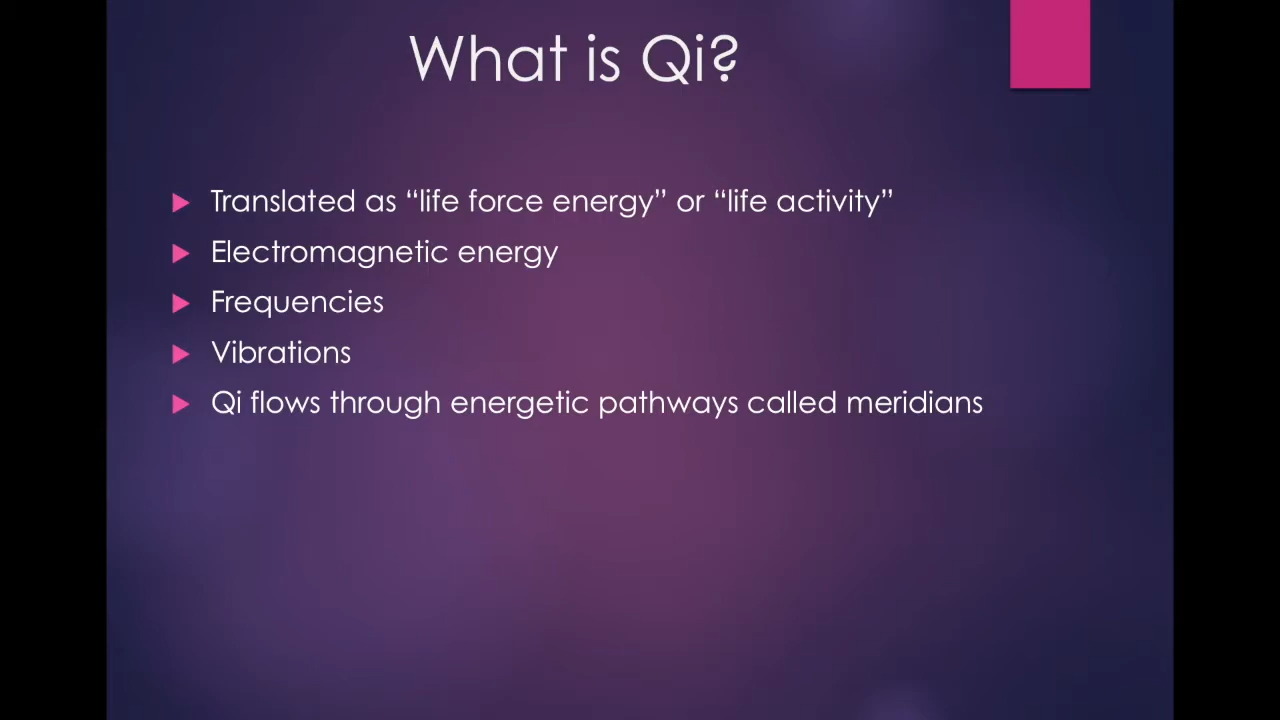 What is Qi?
Translated as “life force energy” or “life activity”
Electromagnetic energy
Frequencies
Vibrations
Qi flows through energetic pathways called meridians